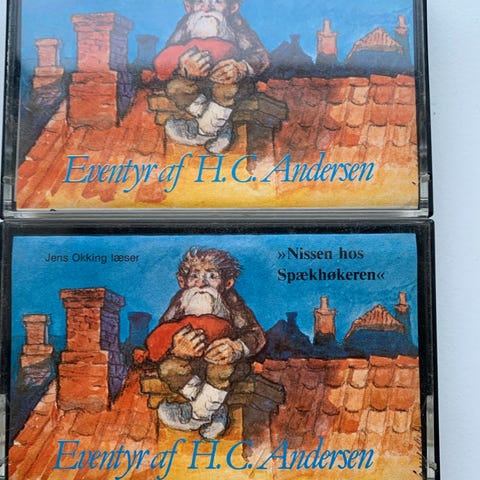 Eventyr af H.C. Andersen
Jens Okking læser
»Nissen hos
Spækhøkeren«
Eventyr af H.C. Andersen